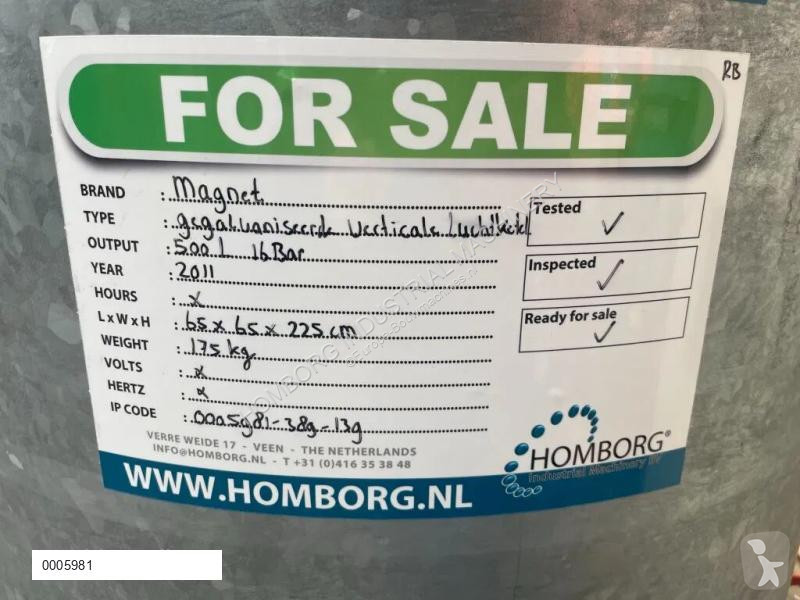 RB
FOR SALE
BRAND : Magnet
TYPE : gegalvaniseerde Verticale Luchtketel
OUTPUT : 500 L 16 Bar
YEAR : 2011
HOURS : x
L x W x H : 65 x 65 x 225 cm
WEIGHT : 175 kg
VOLTS : x
HERTZ : x
IP CODE : 0005981-389-139
Tested ✓
Inspected ✓
Ready for sale ✓
VERRE WEIDE 17 - VEEN - THE NETHERLANDS
INFO@HOMBORG.NL - T +31 (0)416 35 38 48
HOMBORG®
Industrial Machinery BV
WWW.HOMBORG.NL
HOMBORG INDUSTRIAL MACHINERY
0005981